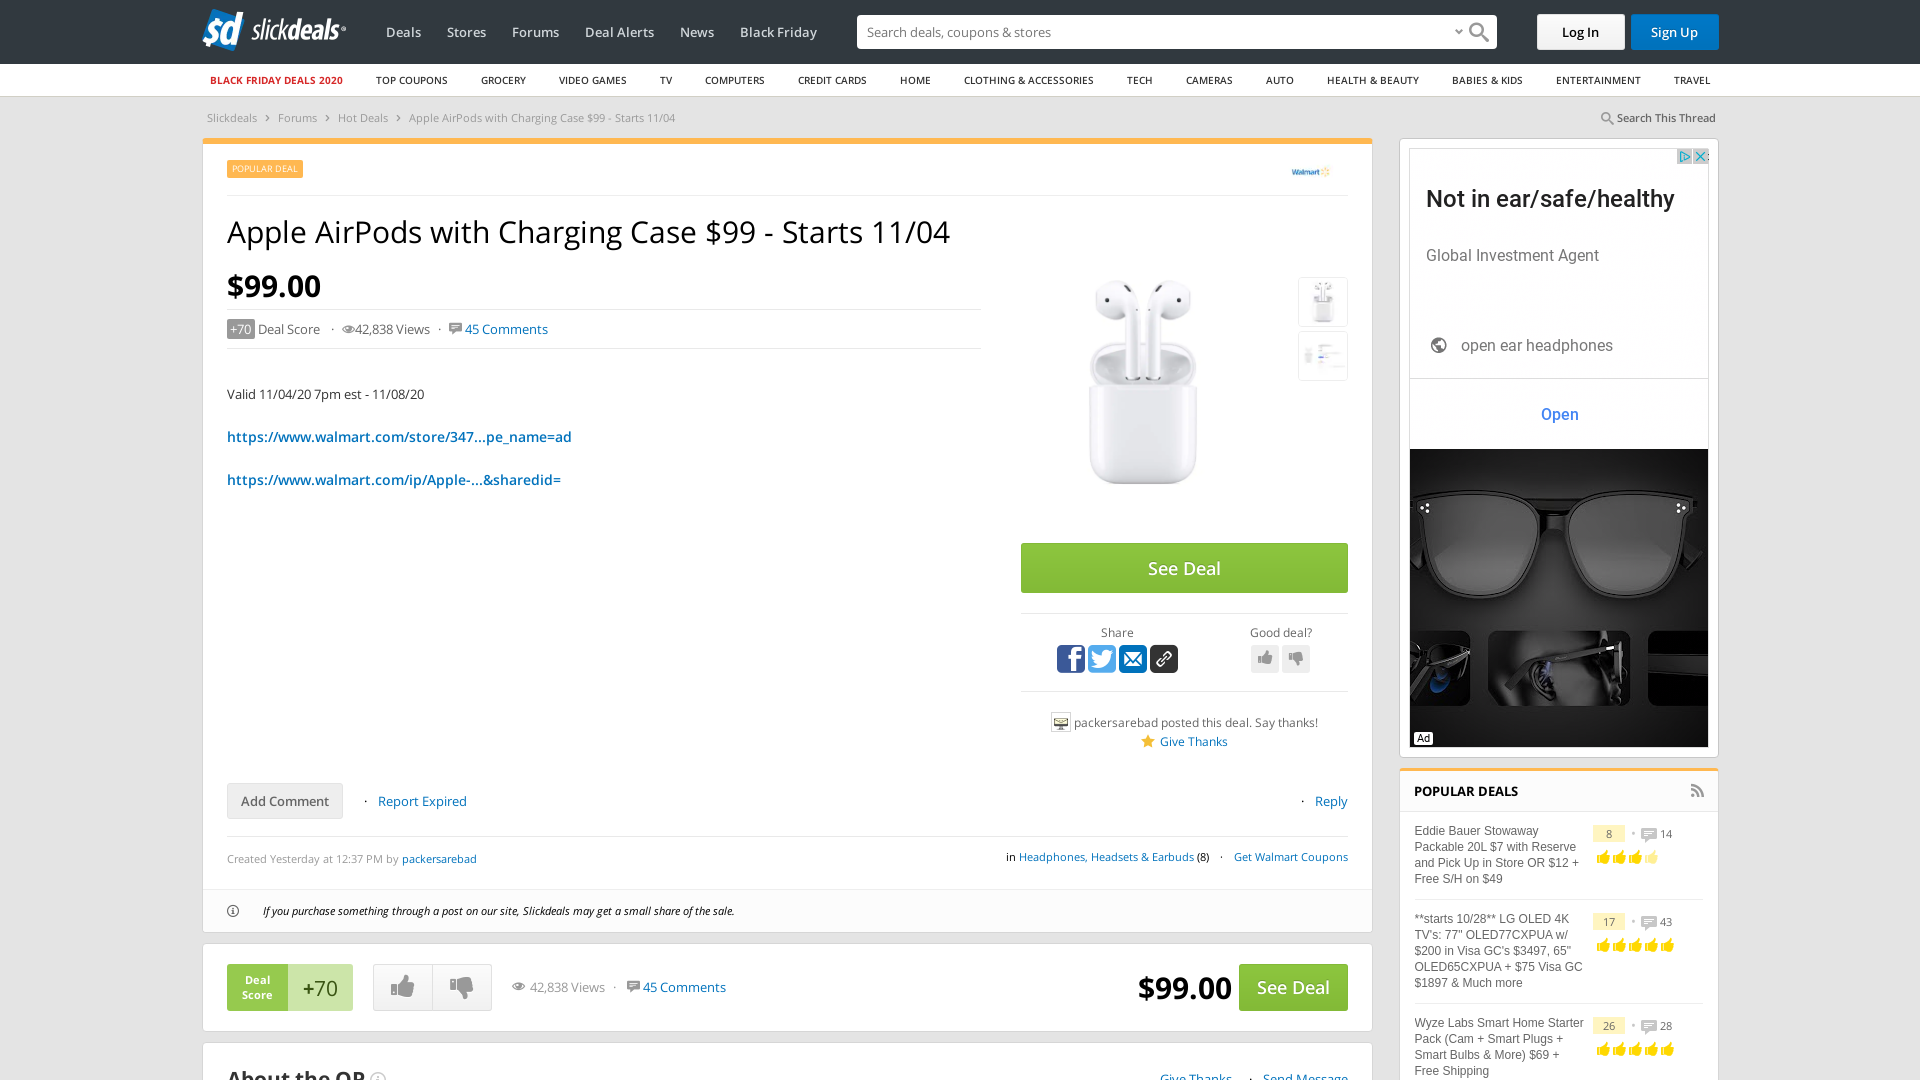 slickdeals
Deals
Stores
Forums
Deal Alerts
News
Black Friday
Search deals, coupons & stores
Log In
Sign Up
BLACK FRIDAY DEALS 2020
TOP COUPONS
GROCERY
VIDEO GAMES
TV
COMPUTERS
CREDIT CARDS
HOME
CLOTHING & ACCESSORIES
TECH
CAMERAS
AUTO
HEALTH & BEAUTY
BABIES & KIDS
ENTERTAINMENT
TRAVEL
Slickdeals › Forums › Hot Deals › Apple AirPods with Charging Case $99 - Starts 11/04
Search This Thread
POPULAR DEAL
Walmart
Apple AirPods with Charging Case $99 - Starts 11/04
$99.00
+70 Deal Score · 42,838 Views · 45 Comments
Valid 11/04/20 7pm est - 11/08/20
https://www.walmart.com/store/347...pe_name=ad
https://www.walmart.com/ip/Apple-...&sharedid=
See Deal
Share
Good deal?
packersarebad posted this deal. Say thanks!
Give Thanks
Add Comment
· Report Expired
· Reply
Created Yesterday at 12:37 PM by packersarebad
in Headphones, Headsets & Earbuds (8) · Get Walmart Coupons
If you purchase something through a post on our site, Slickdeals may get a small share of the sale.
Deal
Score
+70
42,838 Views · 45 Comments
$99.00
See Deal
About the OP
Give Thanks · Send Message
Not in ear/safe/healthy
Global Investment Agent
open ear headphones
Open
Ad
POPULAR DEALS
Eddie Bauer Stowaway
Packable 20L $7 with Reserve
and Pick Up in Store OR $12 +
Free S/H on $49
8 • 14
**starts 10/28** LG OLED 4K
TV's: 77" OLED77CXPUA w/
$200 in Visa GC's $3497, 65"
OLED65CXPUA + $75 Visa GC
$1897 & Much more
17 • 43
Wyze Labs Smart Home Starter
Pack (Cam + Smart Plugs +
Smart Bulbs & More) $69 +
Free Shipping
26 • 28